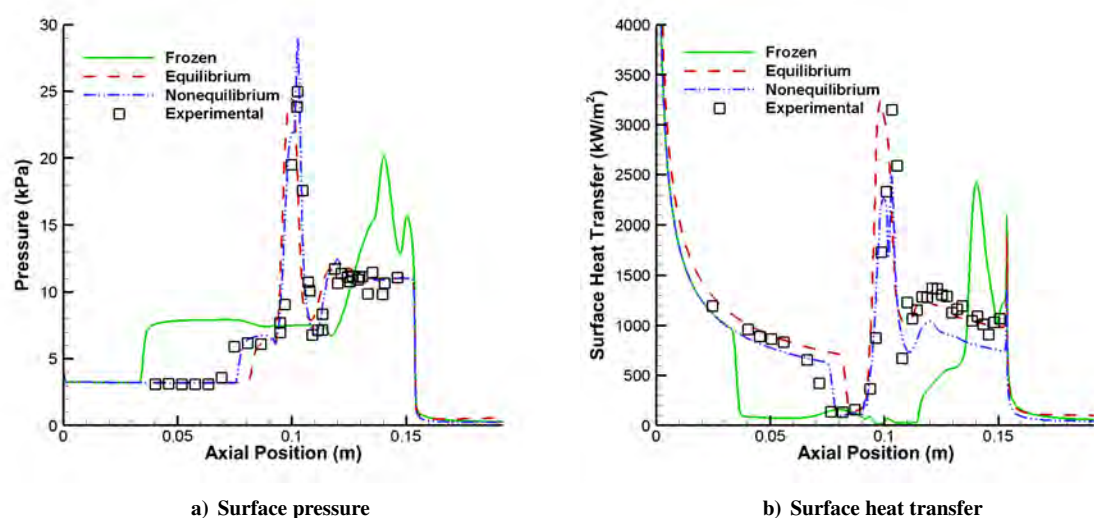 30
25
20
15
10
5
0
Pressure (kPa)
Frozen
Equilibrium
Nonequilibrium
Experimental
0
0.05
0.1
0.15
Axial Position (m)
a) Surface pressure
4000
3500
3000
2500
2000
1500
1000
500
0
Surface Heat Transfer (kW/m²)
Frozen
Equilibrium
Nonequilibrium
Experimental
0
0.05
0.1
0.15
Axial Position (m)
b) Surface heat transfer